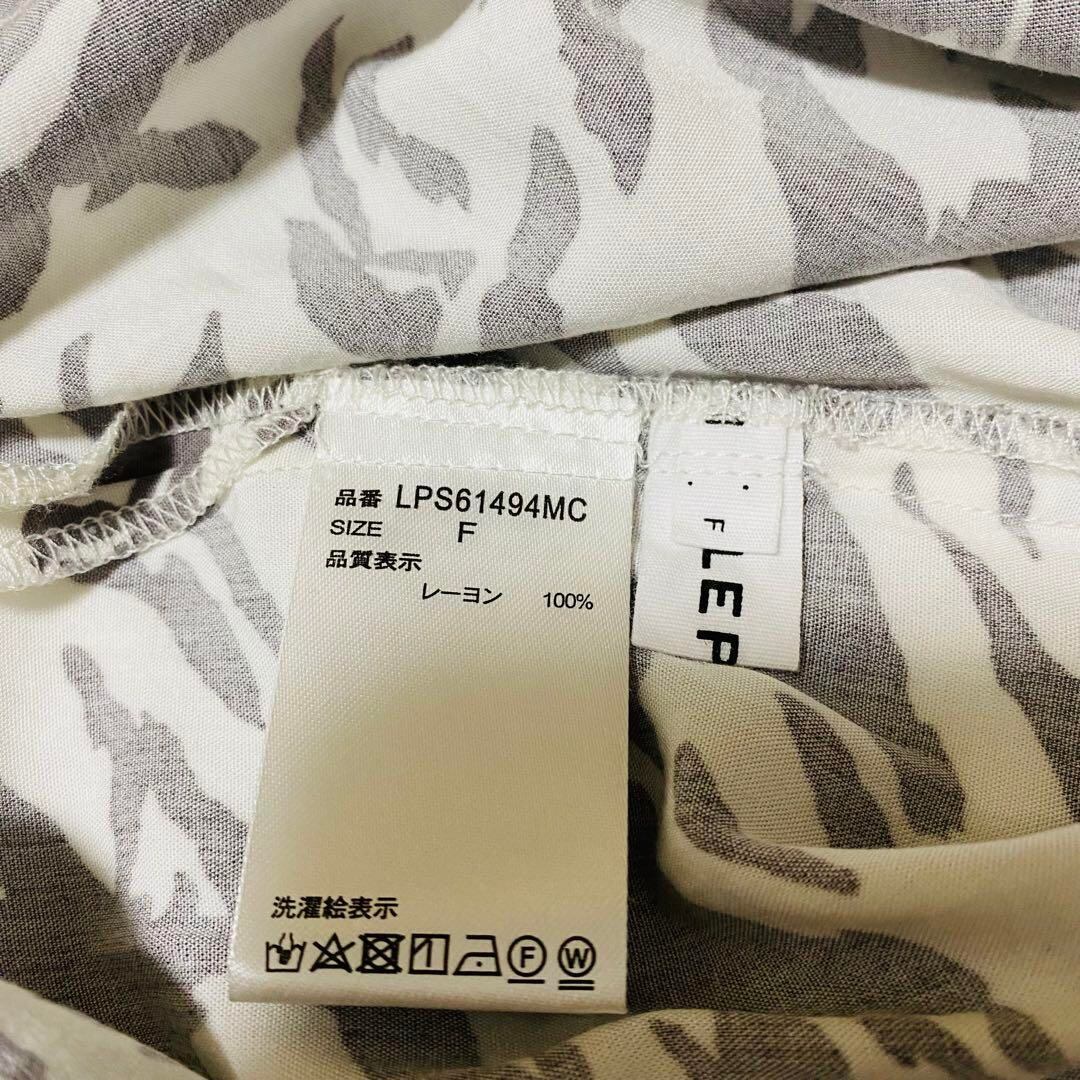 品番 LPS61494MC
SIZE F
品質表示
レーヨン 100%
洗濯絵表示
F W
F
LEP